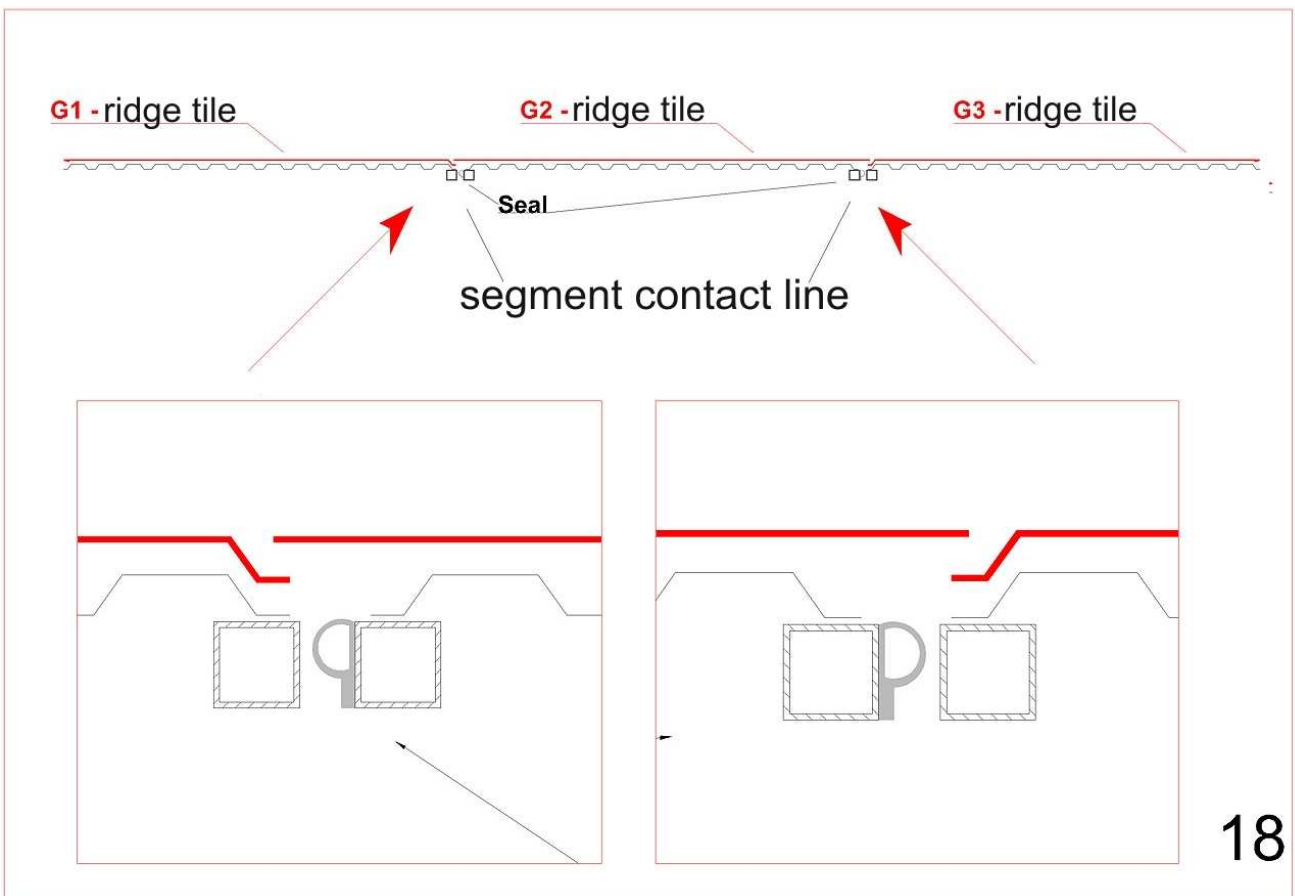 G1 - ridge tile
G2 - ridge tile
G3 - ridge tile
Seal
segment contact line
18